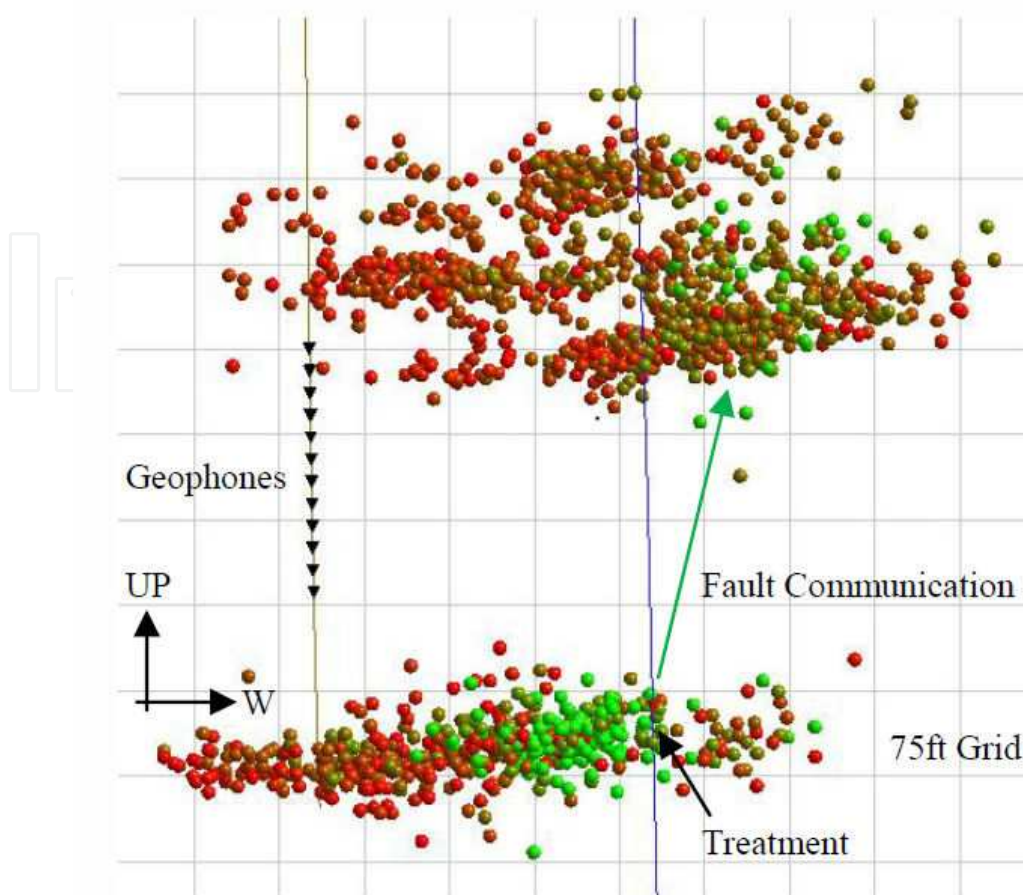 Geophones
UP
Fault Communication
W
75ft Grid
Treatment